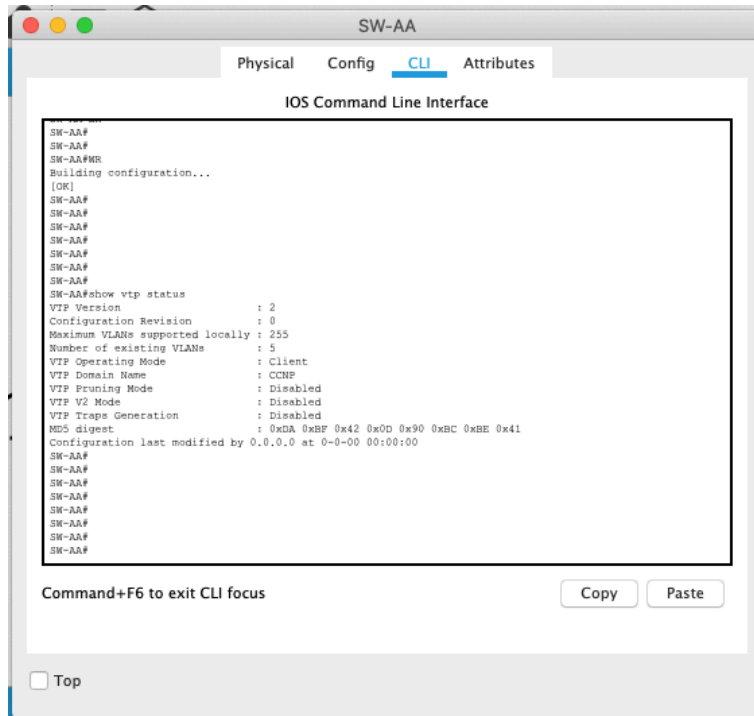 SW-AA
Physical Config CLI Attributes
IOS Command Line Interface
SW-AA#
SW-AA#
SW-AA#WR
Building configuration...
[OK]
SW-AA#
SW-AA#
SW-AA#
SW-AA#
SW-AA#
SW-AA#
SW-AA#
SW-AA#show vtp status
VTP Version : 2
Configuration Revision : 0
Maximum VLANs supported locally : 255
Number of existing VLANs : 5
VTP Operating Mode : Client
VTP Domain Name : CCNP
VTP Pruning Mode : Disabled
VTP V2 Mode : Disabled
VTP Traps Generation : Disabled
MD5 digest : 0xDA 0xBF 0x42 0x0D 0x90 0xBC 0xBE 0x41
Configuration last modified by 0.0.0.0 at 0-0-00 00:00:00
SW-AA#
SW-AA#
SW-AA#
SW-AA#
SW-AA#
SW-AA#
SW-AA#
SW-AA#
Command+F6 to exit CLI focus
Copy Paste
Top